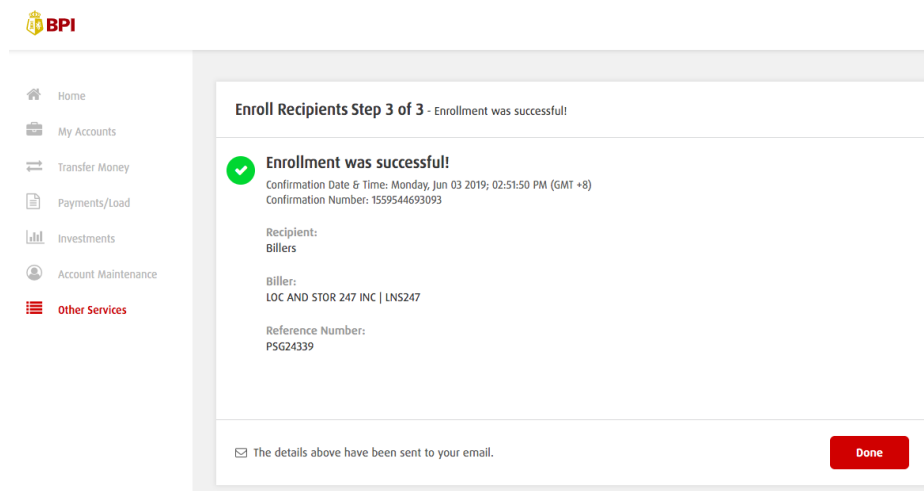 BPI
Home
My Accounts
Transfer Money
Payments/Load
Investments
Account Maintenance
Other Services
Enroll Recipients Step 3 of 3 - Enrollment was successful!
Enrollment was successful!
Confirmation Date & Time: Monday, Jun 03 2019; 02:51:50 PM (GMT +8)
Confirmation Number: 1559544693093
Recipient:
Billers
Biller:
LOC AND STOR 247 INC | LNS247
Reference Number:
PSG24339
The details above have been sent to your email.
Done